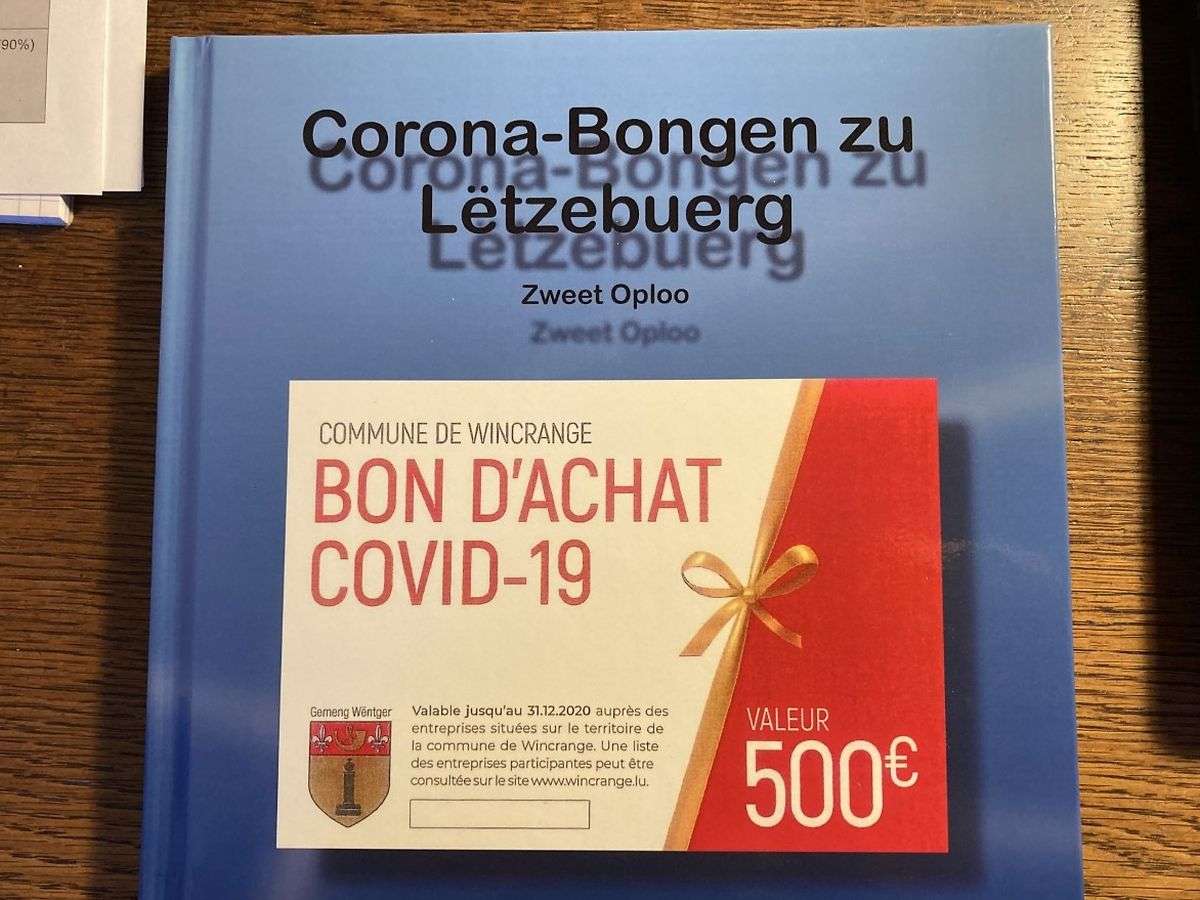 90%)
Corona-Bongen zu
Lëtzebuerg
Zweet Oploo
COMMUNE DE WINCRANGE
BON D'ACHAT
COVID-19
Gemeng Wëntger
Valable jusqu'au 31.12.2020 auprès des
entreprises situées sur le territoire de
la commune de Wincrange. Une liste
des entreprises participantes peut être
consultée sur le site www.wincrange.lu.
VALEUR
500€